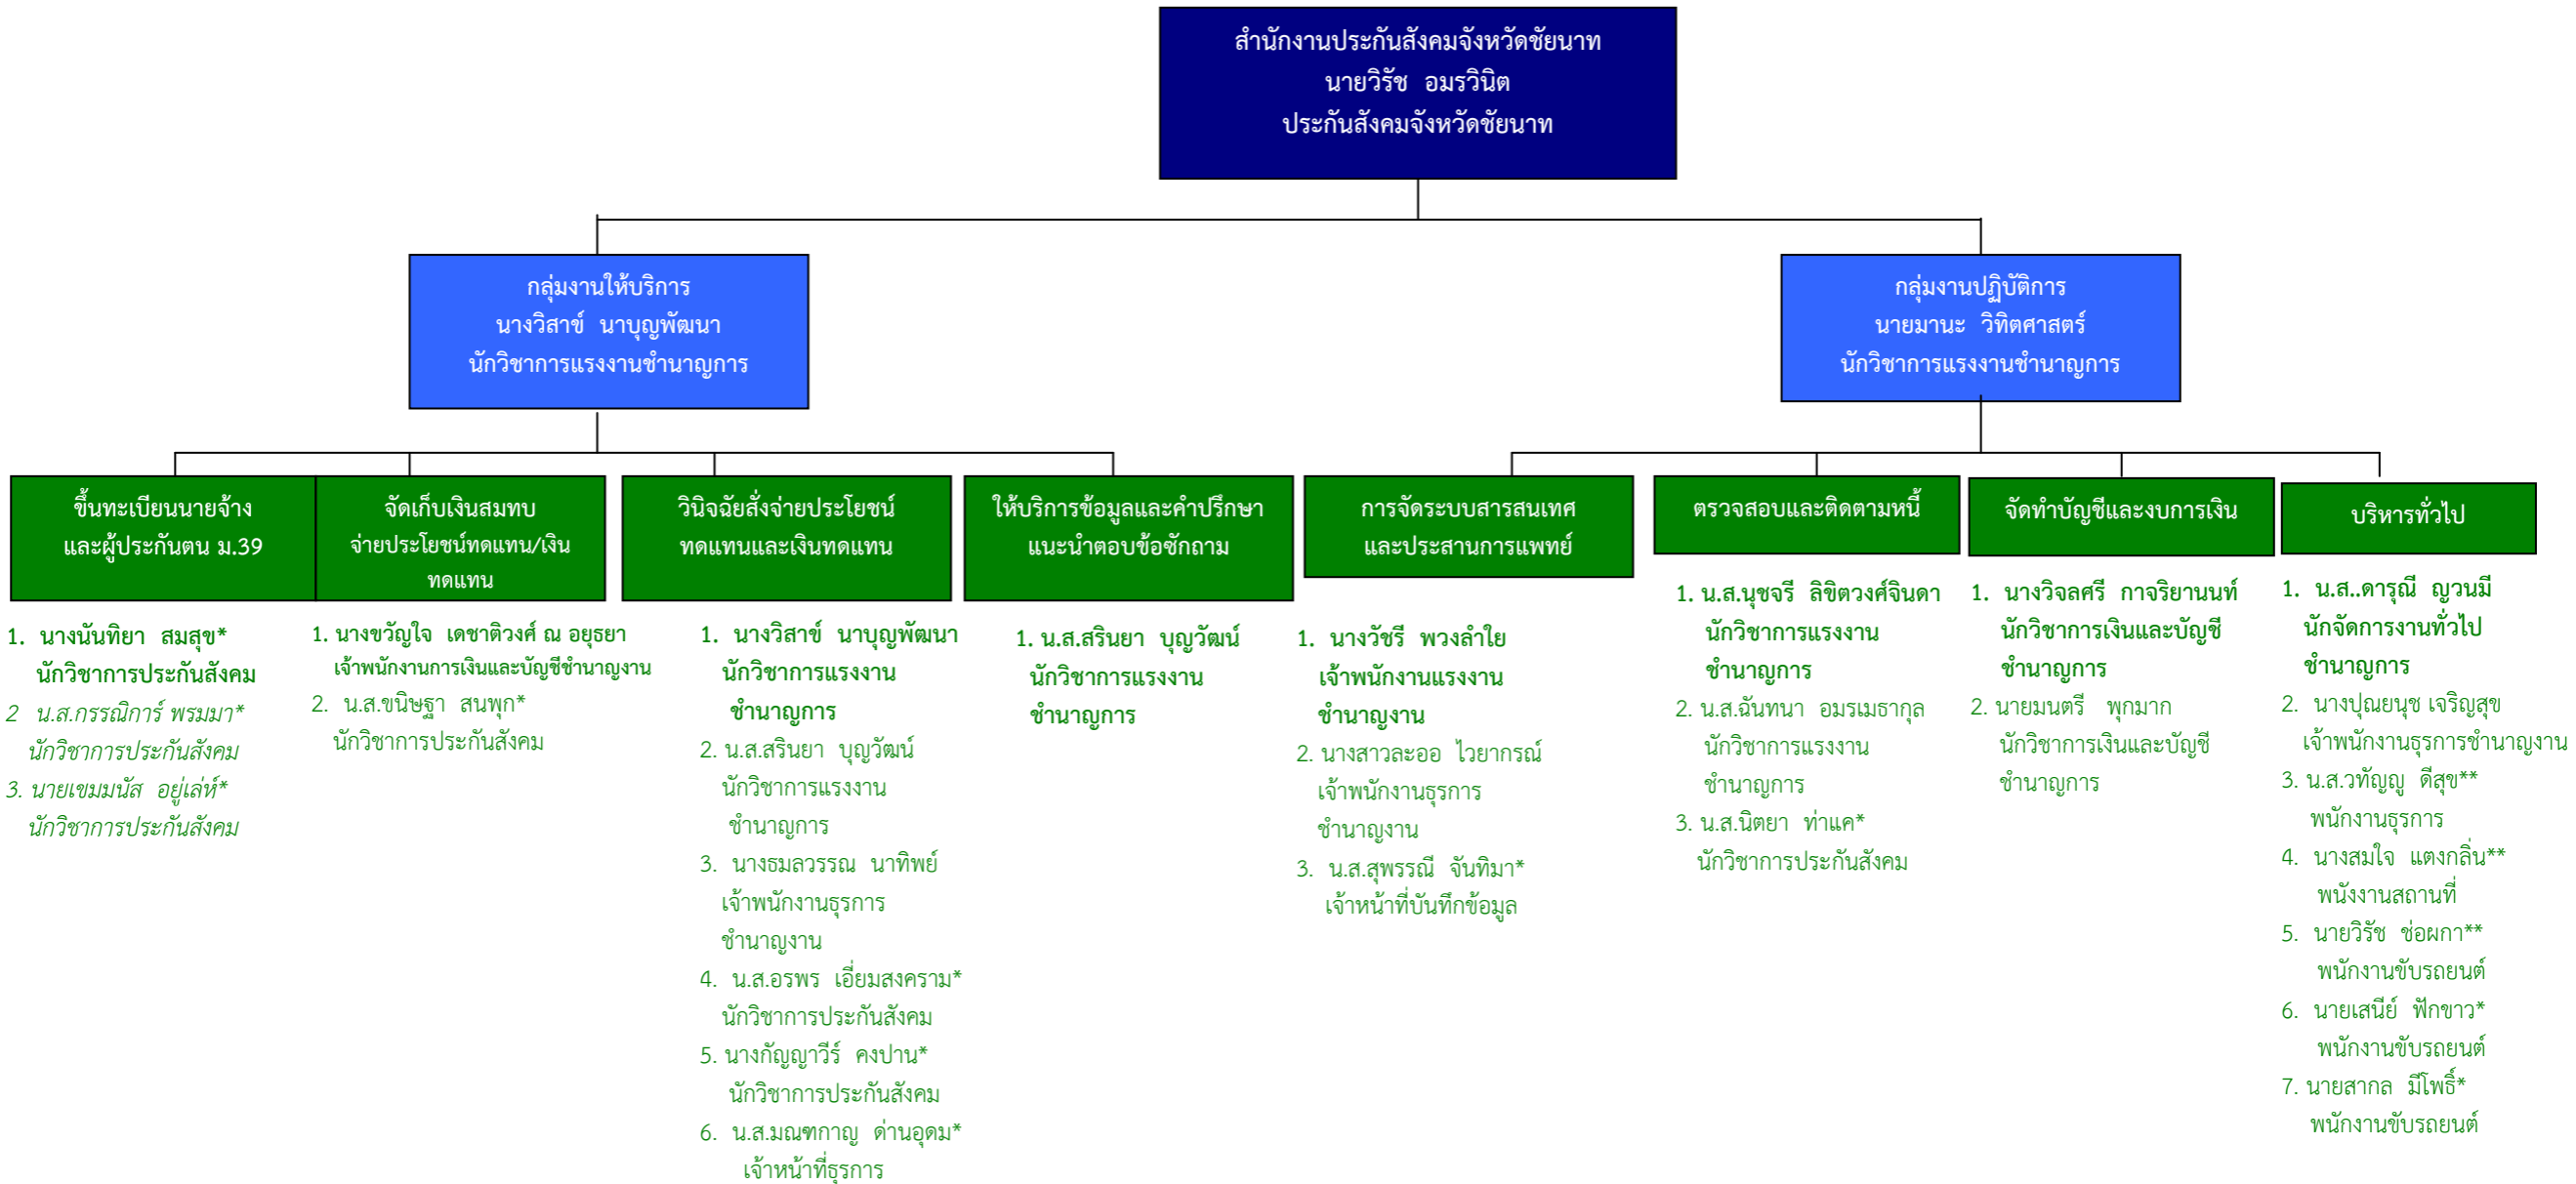 สำนักงานประกันสังคมจังหวัดชัยนาท
นายวิรัช อมรวินิต
ประกันสังคมจังหวัดชัยนาท
กลุ่มงานให้บริการ
นางวิสาข์ นาบุญพัฒนา
นักวิชาการแรงงานชำนาญการ
กลุ่มงานปฏิบัติการ
นายมานะ วิทิตศาสตร์
นักวิชาการแรงงานชำนาญการ
ขึ้นทะเบียนนายจ้าง
และผู้ประกันตน ม.39
1. นางนันทิยา สมสุข*
นักวิชาการประกันสังคม
2 น.ส.กรรณิการ์ พรมมา*
นักวิชาการประกันสังคม
3. นายเขมมนัส อยู่เล่ห์*
นักวิชาการประกันสังคม
จัดเก็บเงินสมทบ
จ่ายประโยชน์ทดแทน/เงิน
ทดแทน
1. นางขวัญใจ เดชาติวงศ์ ณ อยุธยา
เจ้าพนักงานการเงินและบัญชีชำนาญงาน
2. น.ส.ขนิษฐา สนพุก*
นักวิชาการประกันสังคม
วินิจฉัยสั่งจ่ายประโยชน์
ทดแทนและเงินทดแทน
1. นางวิสาข์ นาบุญพัฒนา
นักวิชาการแรงงาน
ชำนาญการ
2. น.ส.สรินยา บุญวัฒน์
นักวิชาการแรงงาน
ชำนาญการ
3. นางธมลวรรณ นาทิพย์
เจ้าพนักงานธุรการ
ชำนาญงาน
4. น.ส.อรพร เอี่ยมสงคราม*
นักวิชาการประกันสังคม
5. นางกัญญาวีร์ คงปาน*
นักวิชาการประกันสังคม
6. น.ส.มณฑกาญ ด่านอุดม*
เจ้าหน้าที่ธุรการ
ให้บริการข้อมูลและคำปรึกษา
แนะนำตอบข้อซักถาม
1. น.ส.สรินยา บุญวัฒน์
นักวิชาการแรงงาน
ชำนาญการ
การจัดระบบสารสนเทศ
และประสานการแพทย์
1. นางวัชรี พวงลำใย
เจ้าพนักงานแรงงาน
ชำนาญงาน
2. นางสาวละออ ไวยากรณ์
เจ้าพนักงานธุรการ
ชำนาญงาน
3. น.ส.สุพรรณี จันทิมา*
เจ้าหน้าที่บันทึกข้อมูล
ตรวจสอบและติดตามหนี้
1. น.ส.นุชจรี ลิขิตวงศ์จินดา
นักวิชาการแรงงาน
ชำนาญการ
2. น.ส.ฉันทนา อมรเมธากุล
นักวิชาการแรงงาน
ชำนาญการ
3. น.ส.นิตยา ท่าแค*
นักวิชาการประกันสังคม
จัดทำบัญชีและงบการเงิน
1. นางวิจลศรี กาจริยานนท์
นักวิชาการเงินและบัญชี
ชำนาญการ
2. นายมนตรี พุกมาก
นักวิชาการเงินและบัญชี
ชำนาญการ
บริหารทั่วไป
1. น.ส..ดารุณี ญวนมี
นักจัดการงานทั่วไป
ชำนาญการ
2. นางปุณยนุช เจริญสุข
เจ้าพนักงานธุรการชำนาญงาน
3. น.ส.วทัญญู ดีสุข**
พนักงานธุรการ
4. นางสมใจ แตงกลิ่น**
พนังงานสถานที่
5. นายวิรัช ช่อผกา**
พนักงานขับรถยนต์
6. นายเสนีย์ ฟักขาว*
พนักงานขับรถยนต์
7. นายสากล มีโพธิ์*
พนักงานขับรถยนต์